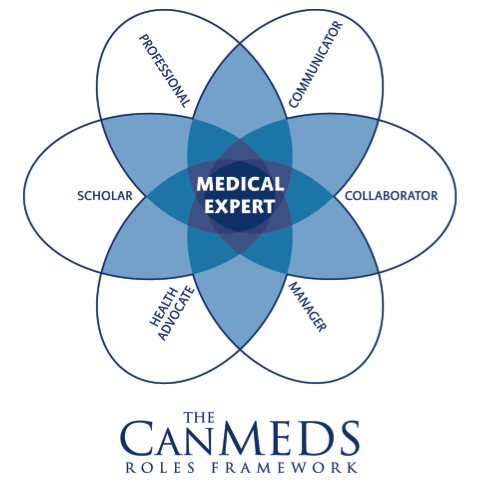 PROFESSIONAL
COMMUNICATOR
SCHOLAR
MEDICAL
EXPERT
COLLABORATOR
HEALTH
ADVOCATE
MANAGER
THE
CANMEDS
ROLES FRAMEWORK